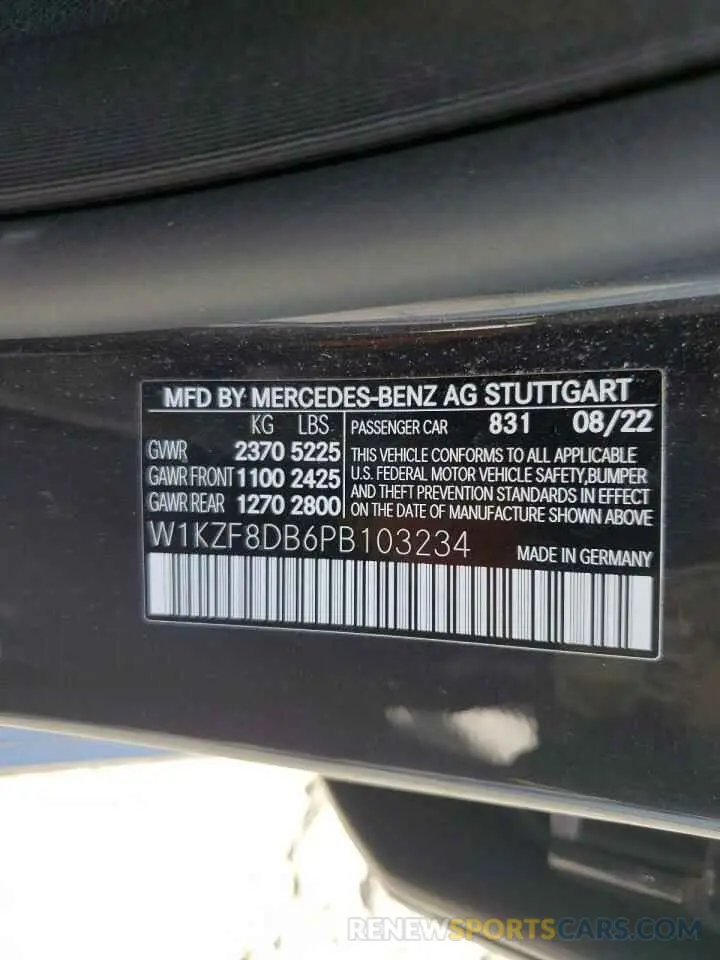 MFD BY MERCEDES-BENZ AG STUTTGART
KG LBS
GVWR 2370 5225
GAWR FRONT 1100 2425
GAWR REAR 1270 2800
PASSENGER CAR 831 08/22
THIS VEHICLE CONFORMS TO ALL APPLICABLE
U.S. FEDERAL MOTOR VEHICLE SAFETY,BUMPER
AND THEFT PREVENTION STANDARDS IN EFFECT
ON THE DATE OF MANUFACTURE SHOWN ABOVE
W1KZF8DB6PB103234
MADE IN GERMANY
RENEWSPORTSCARS.COM